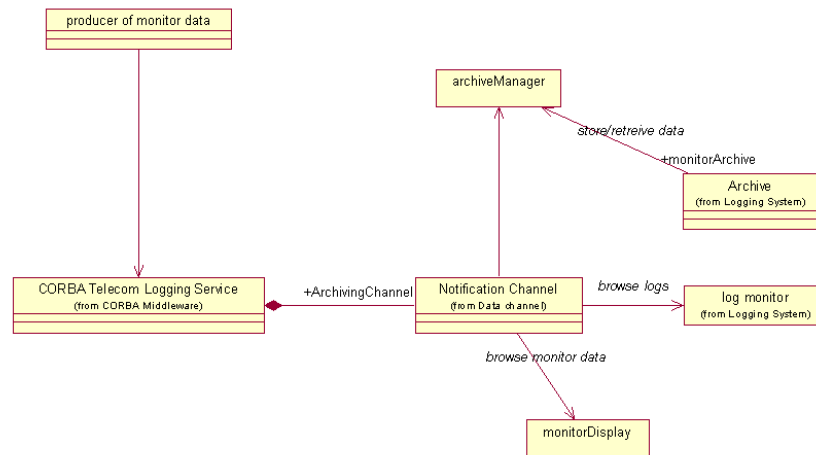 producer of monitor data
archiveManager
store/retreive data
+monitorArchive
Archive
(from Logging System)
CORBA Telecom Logging Service
(from CORBA Middleware)
+ArchivingChannel
Notification Channel
(from Data channel)
browse logs
log monitor
(from Logging System)
browse monitor data
monitorDisplay